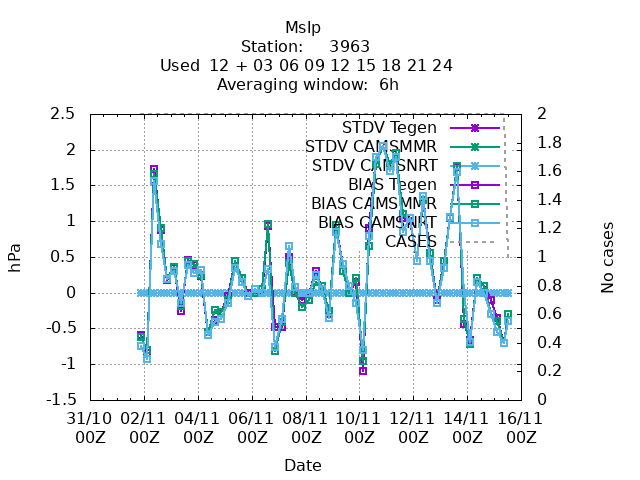 Mslp
Station: 3963
Used 12 + 03 06 09 12 15 18 21 24
Averaging window: 6h
2.5
2
1.5
1
0.5
0
-0.5
-1
-1.5
hPa
STDV Tegen
STDV CAMSMMR
STDV CAMSNRT
BIAS Tegen
BIAS CAMSMMR
BIAS CAMSNRT
CASES
2
1.8
1.6
1.4
1.2
1
0.8
0.6
0.4
0.2
0
No cases
31/10 02/11 04/11 06/11 08/11 10/11 12/11 14/11 16/11
00Z 00Z 00Z 00Z 00Z 00Z 00Z 00Z 00Z
Date